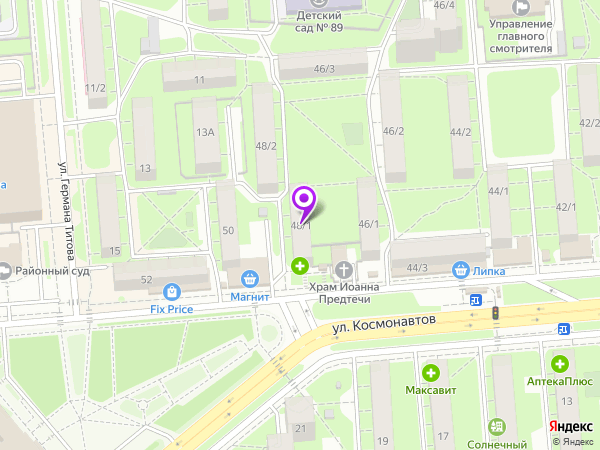 Детский
сад № 89
46/4
Управление
главного
смотрителя
11/2
11
46/3
13А
48/2
46/2
44/2
42/2
13
ул. Германа Титова
50
48/1
46/1
44/1
42/1
15
Районный суд
52
Магнит
Fix Price
Храм Иоанна
Предтечи
44/3
Липка
ул. Космонавтов
Максавит
АптекаПлюс
21
19
17
Солнечный
13
Яндекс